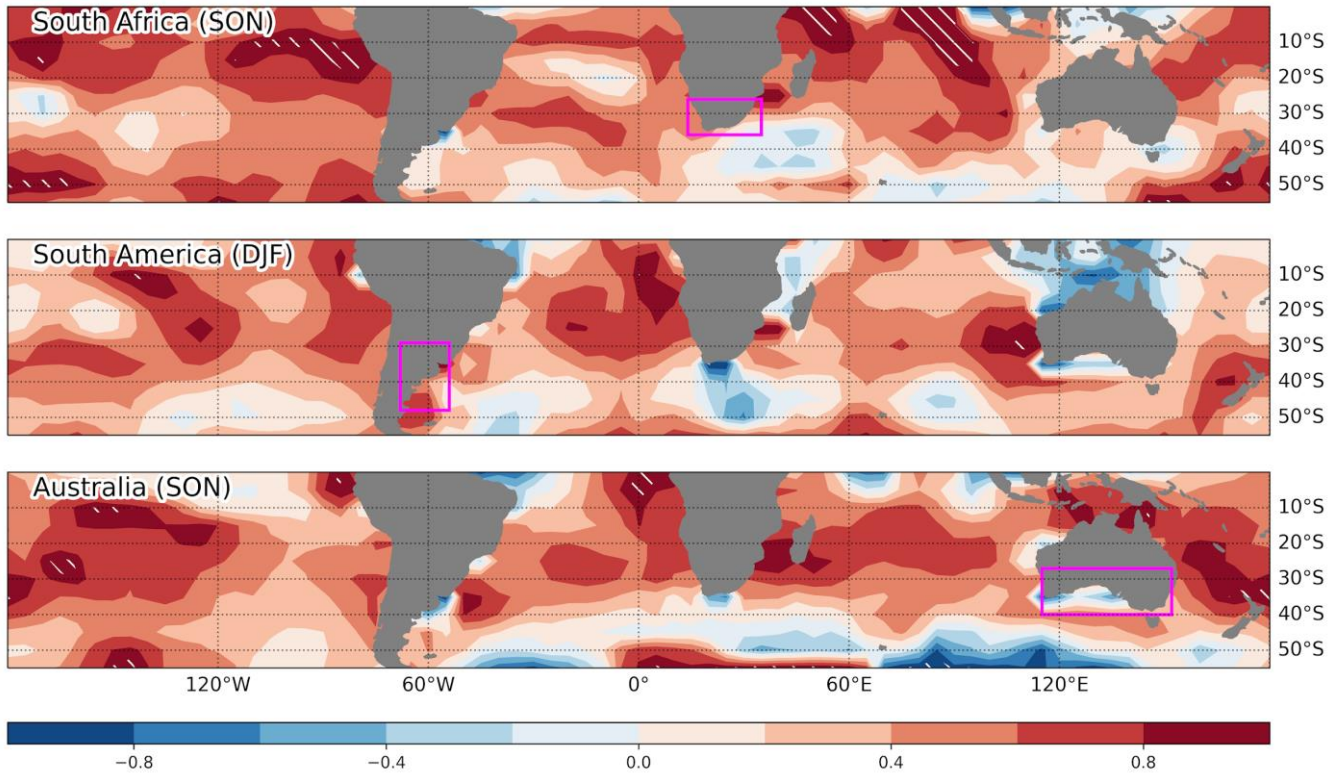 South Africa (SON)
10°S
20°S
30°S
40°S
50°S
South America (DJF)
10°S
20°S
30°S
40°S
50°S
Australia (SON)
10°S
20°S
30°S
40°S
50°S
120°W 60°W 0° 60°E 120°E
−0.8 −0.4 0.0 0.4 0.8